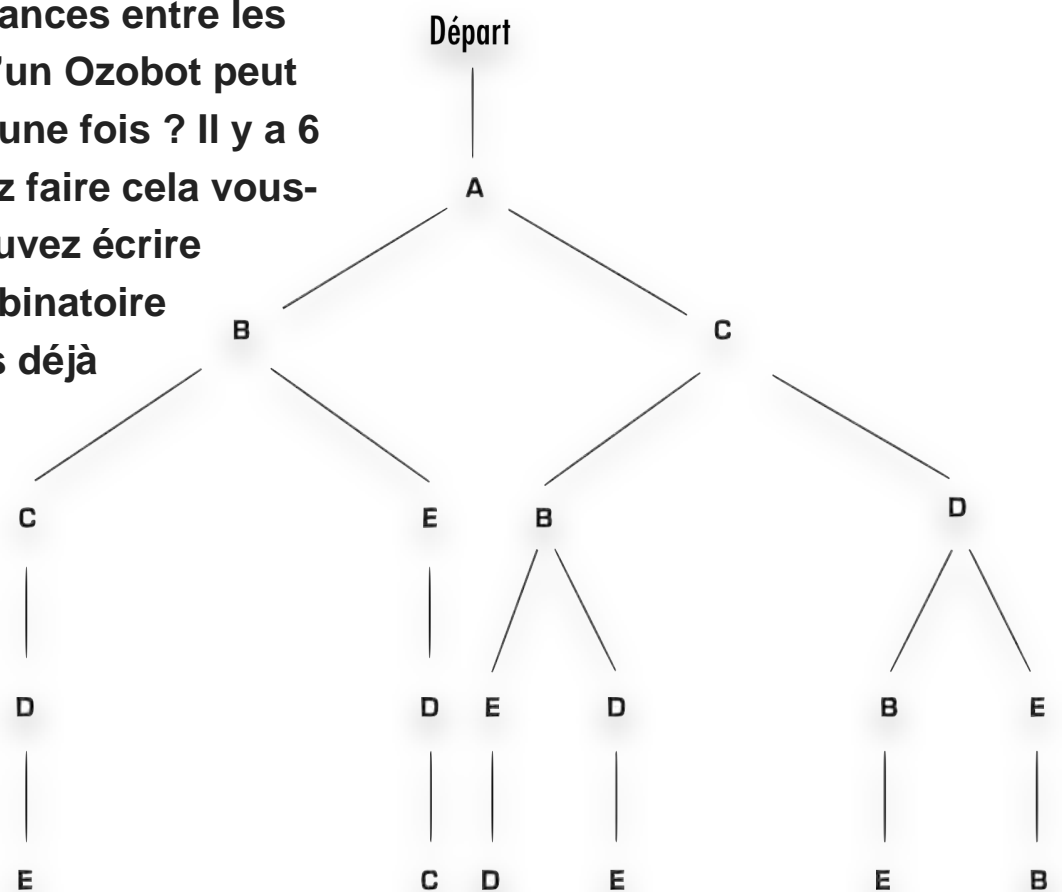 ances entre les
'un Ozobot peut
une fois ? Il y a 6
z faire cela vous-
uvez écrire
binatoire
s déjà
Départ
A
B C
C E B D
D D E D B E
E C D E E B